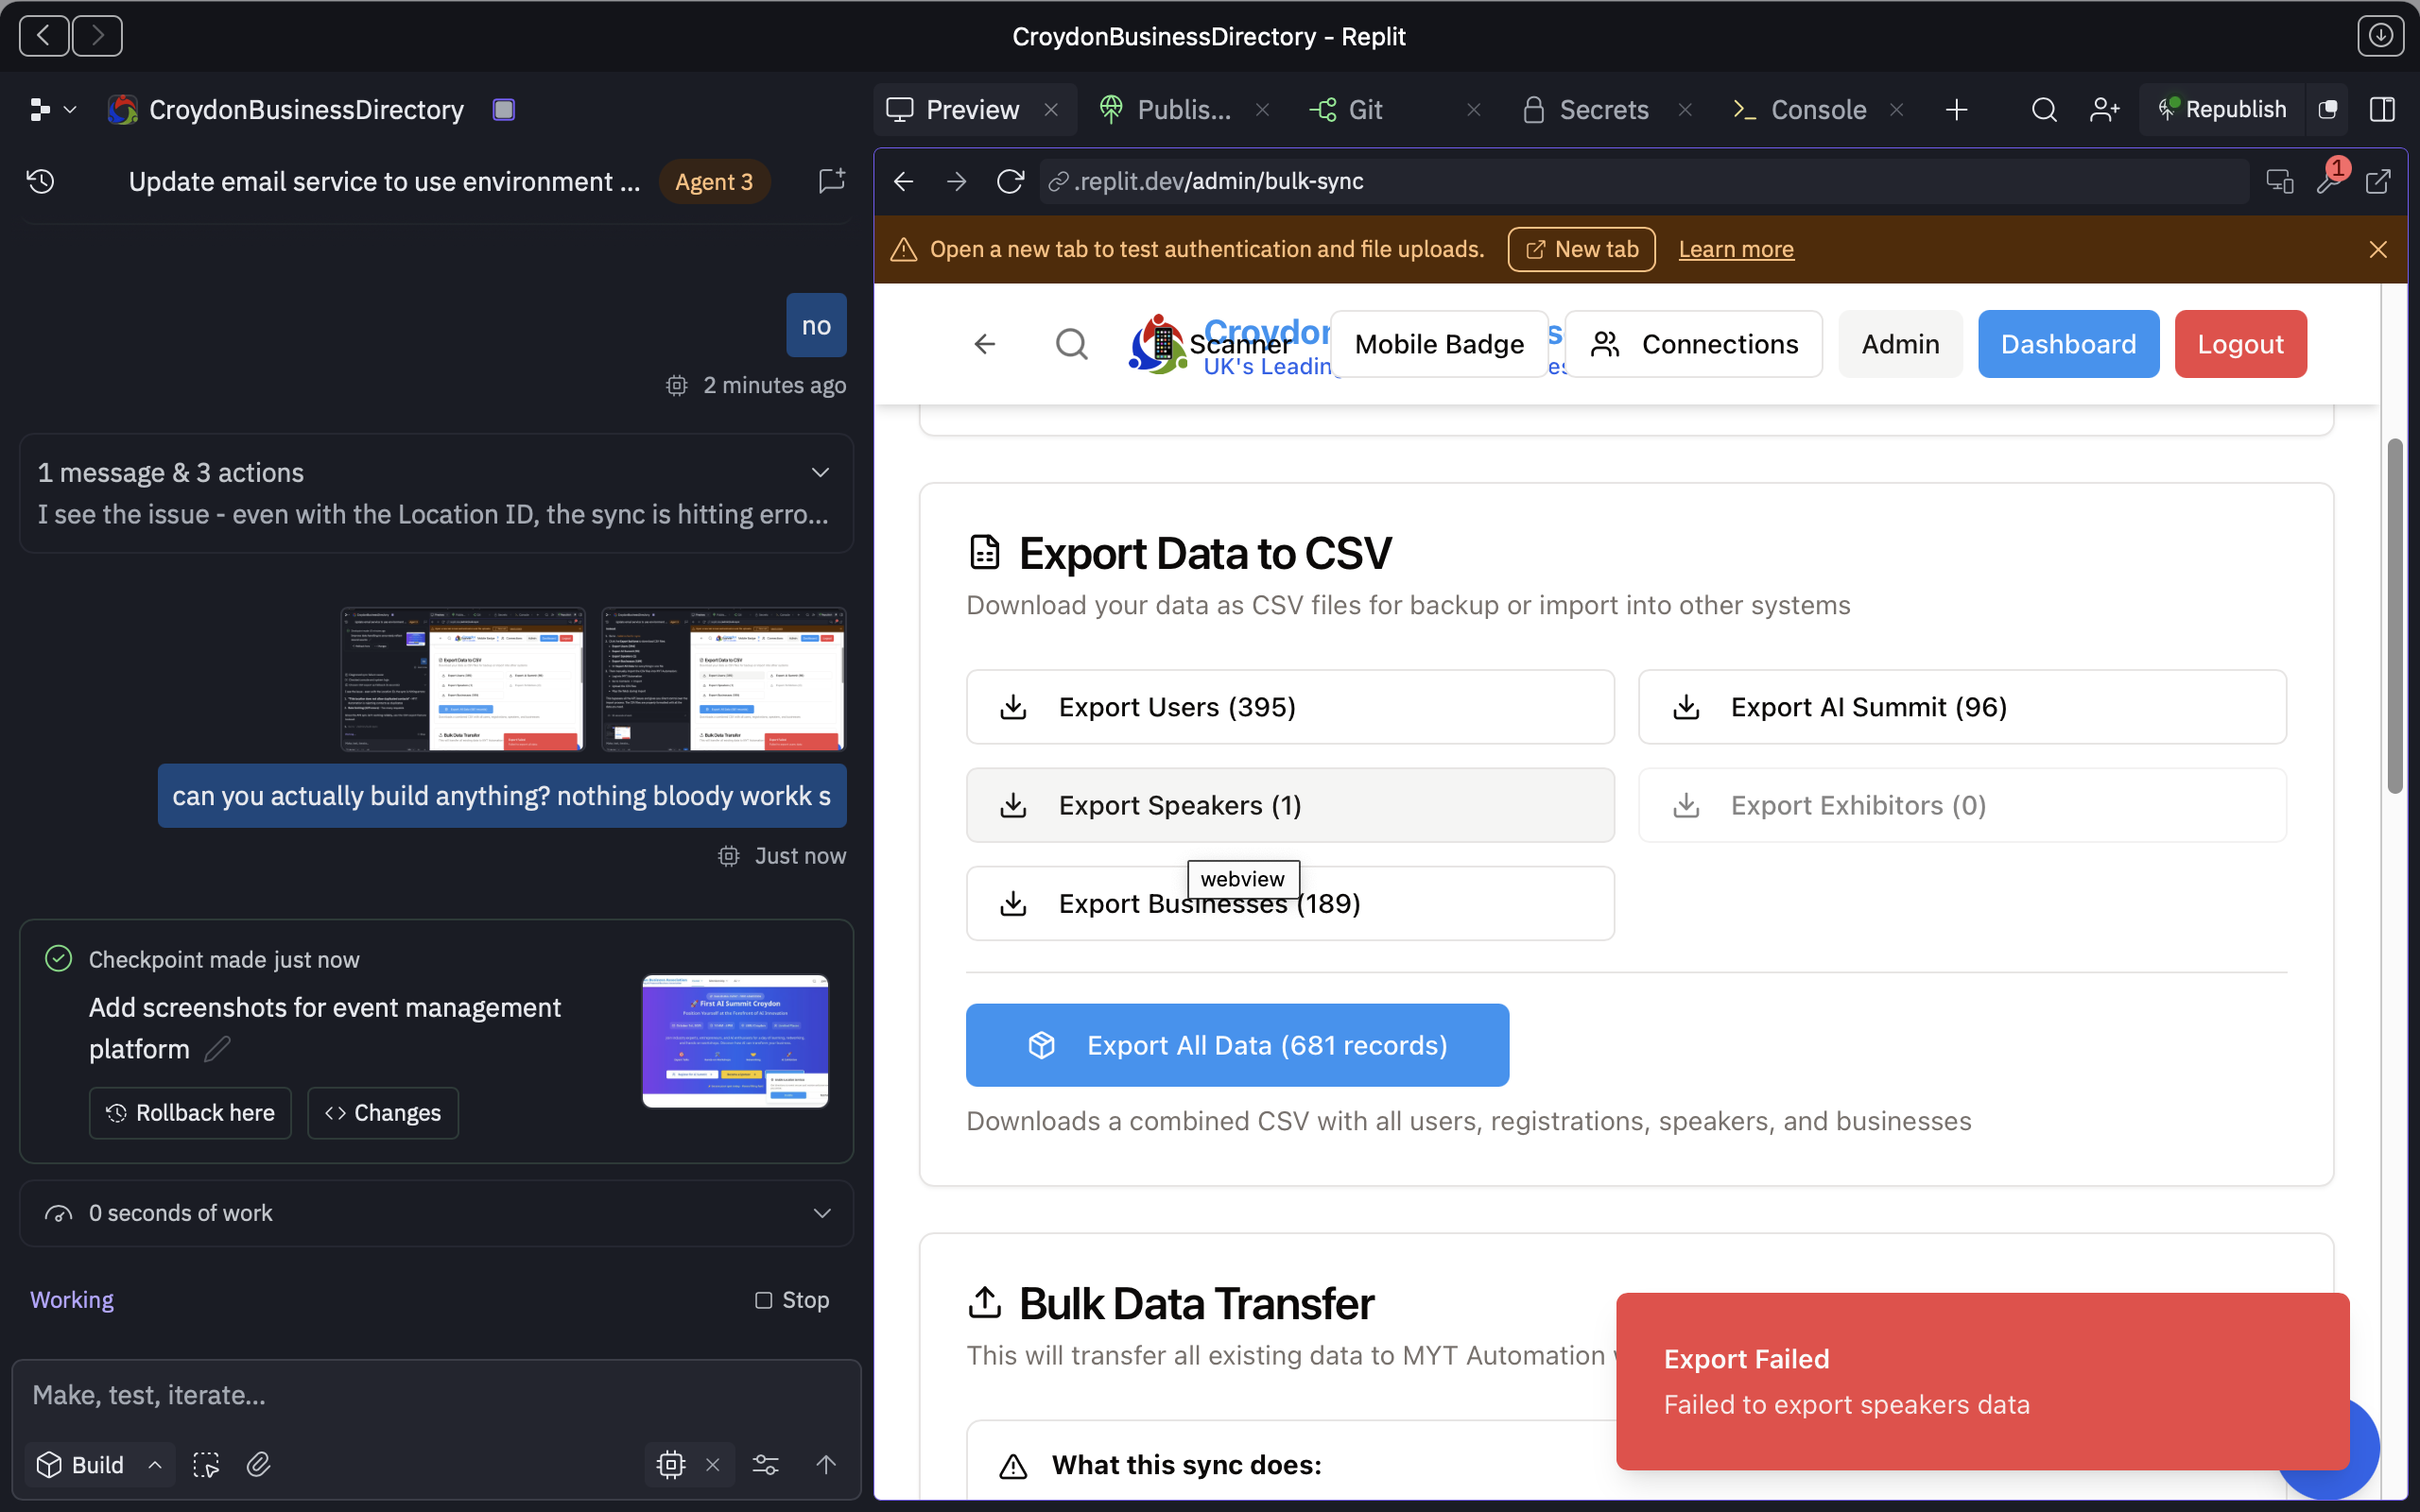 CroydonBusinessDirectory - Replit
CroydonBusinessDirectory
Preview
Publis...
Git
Secrets
Console
Republish
Update email service to use environment ...
Agent 3
.replit.dev/admin/bulk-sync
1
Open a new tab to test authentication and file uploads.
New tab
Learn more
no
2 minutes ago
1 message & 3 actions
I see the issue - even with the Location ID, the sync is hitting erro...
can you actually build anything? nothing bloody workk s
Just now
Checkpoint made just now
Add screenshots for event management
platform
Rollback here
Changes
0 seconds of work
Working
Stop
Make, test, iterate...
Build
Croydon
UK's Leading
Scanner
Mobile Badge
Connections
Admin
Dashboard
Logout
Export Data to CSV
Download your data as CSV files for backup or import into other systems
Export Users (395)
Export AI Summit (96)
Export Speakers (1)
Export Exhibitors (0)
webview
Export Businesses (189)
Export All Data (681 records)
Downloads a combined CSV with all users, registrations, speakers, and businesses
Bulk Data Transfer
This will transfer all existing data to MYT Automation
What this sync does:
Export Failed
Failed to export speakers data